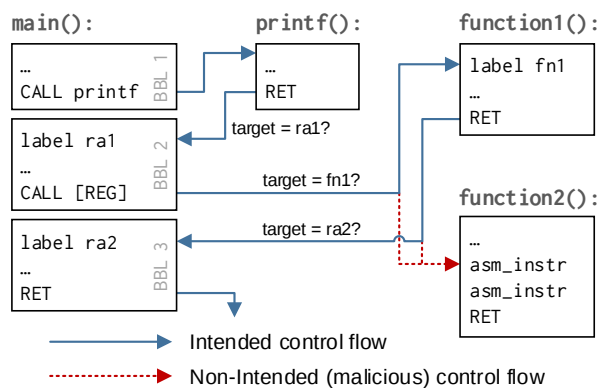 main():
…
CALL printf
BBL 1
label ra1
…
CALL [REG]
BBL 2
label ra2
…
RET
BBL 3
printf():
…
RET
target = ra1?
target = fn1?
target = ra2?
function1():
label fn1
…
RET
function2():
…
asm_instr
asm_instr
RET
Intended control flow
Non-Intended (malicious) control flow